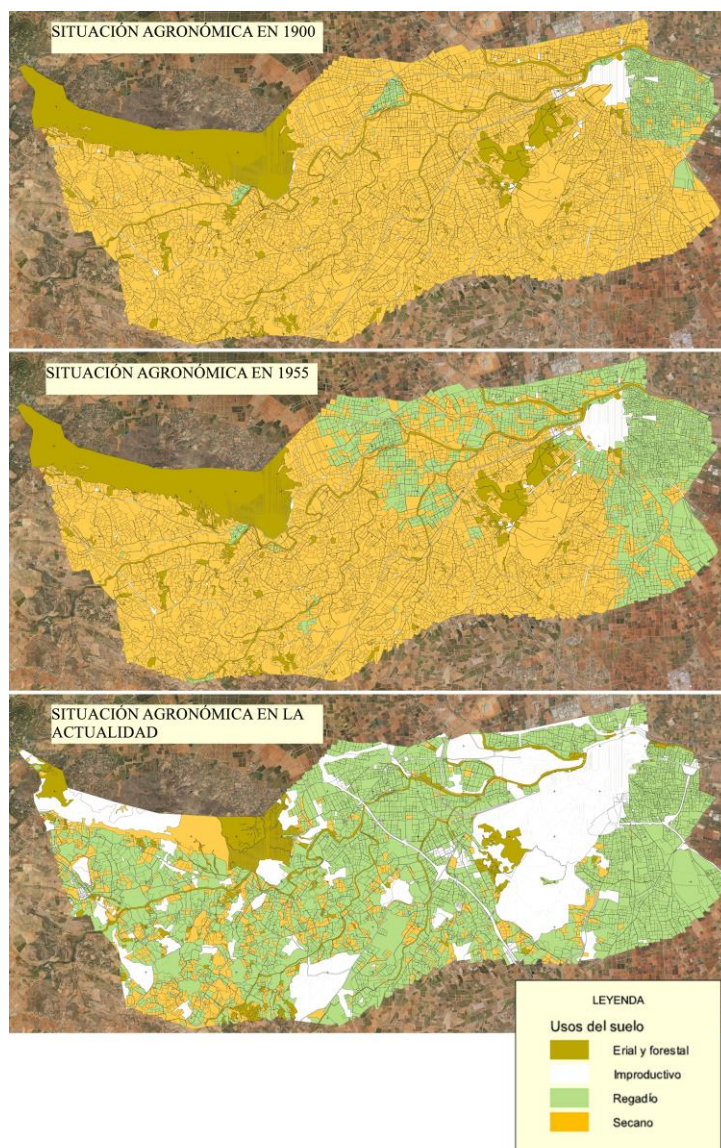 SITUACIÓN AGRONÓMICA EN 1900
SITUACIÓN AGRONÓMICA EN 1955
SITUACIÓN AGRONÓMICA EN LA
ACTUALIDAD
LEYENDA
Usos del suelo
Erial y forestal
Improductivo
Regadío
Secano